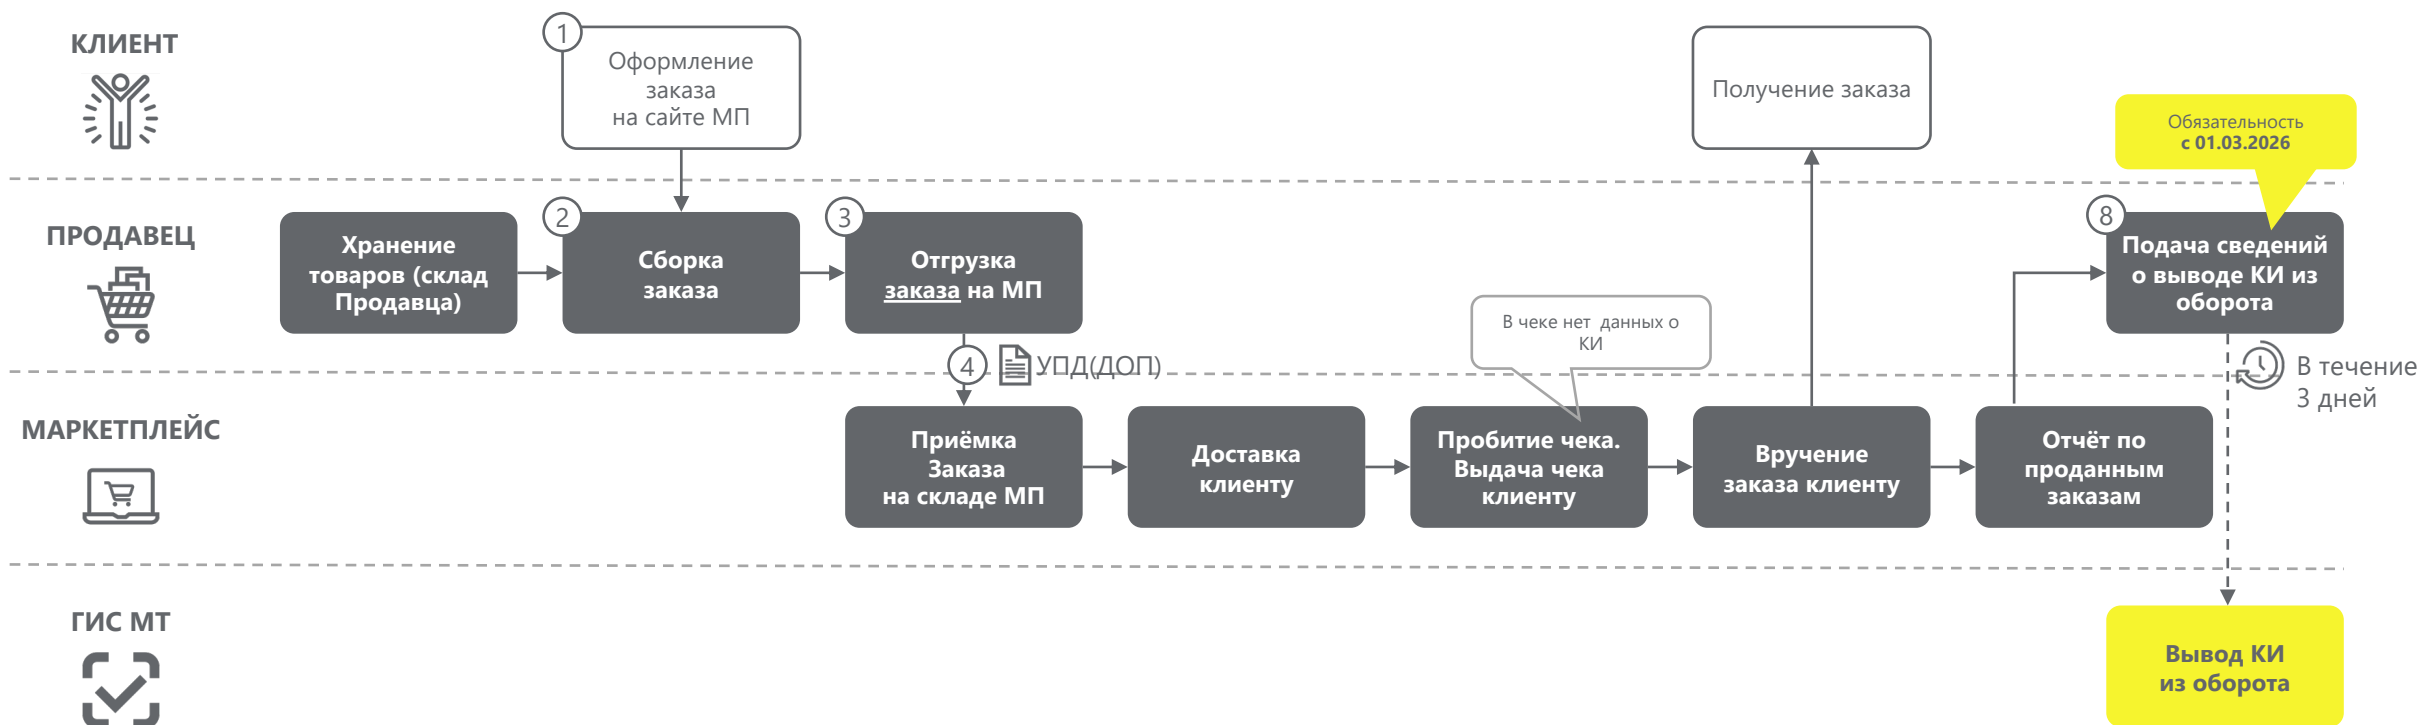 КЛИЕНТ
1
Оформление
заказа
на сайте МП
Получение заказа
Обязательность
с 01.03.2026
ПРОДАВЕЦ
Хранение
товаров (склад
Продавца)
2
Сборка
заказа
3
Отгрузка
заказа на МП
8
Подача сведений
о выводе КИ из
оборота
В чеке нет данных о
КИ
4
УПД(ДОП)
В течение
3 дней
МАРКЕТПЛЕЙС
Приёмка
Заказа
на складе МП
Доставка
клиенту
Пробитие чека.
Выдача чека
клиенту
Вручение
заказа клиенту
Отчёт по
проданным
заказам
ГИС МТ
Вывод КИ
из оборота